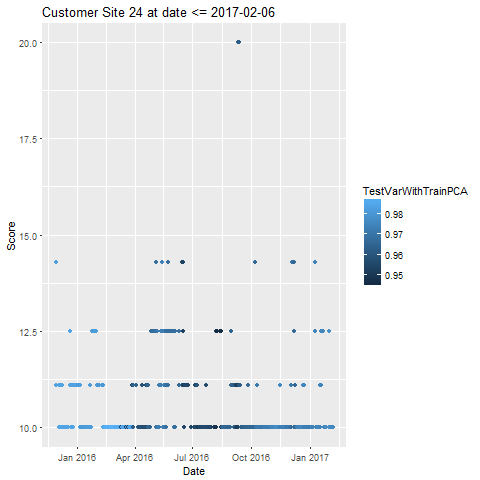 Customer Site 24 at date <= 2017-02-06
20.0
17.5
15.0
12.5
10.0
Score
Jan 2016 Apr 2016 Jul 2016 Oct 2016 Jan 2017
Date
TestVarWithTrainPCA
0.98
0.97
0.96
0.95